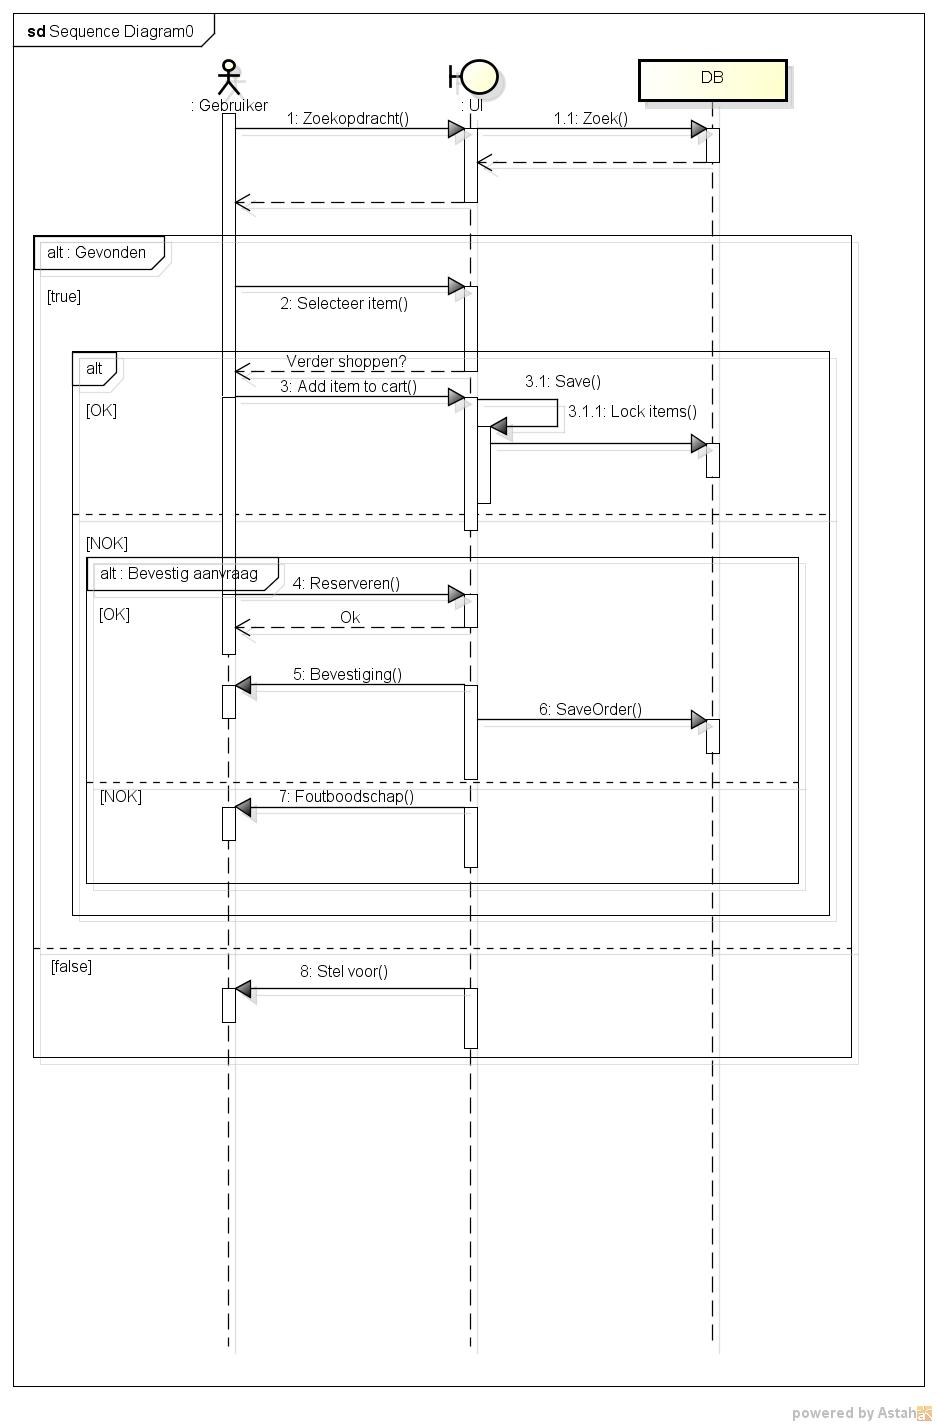 sd Sequence Diagram0
: Gebruiker
: UI
DB
1: Zoekopdracht()
1.1: Zoek()
alt : Gevonden
[true]
2: Selecteer item()
Verder shoppen?
alt
3: Add item to cart()
3.1: Save()
[OK]
3.1.1: Lock items()
[NOK]
alt : Bevestig aanvraag
4: Reserveren()
[OK]
Ok
5: Bevestiging()
6: SaveOrder()
[NOK]
7: Foutboodschap()
[false]
8: Stel voor()
powered by Astah